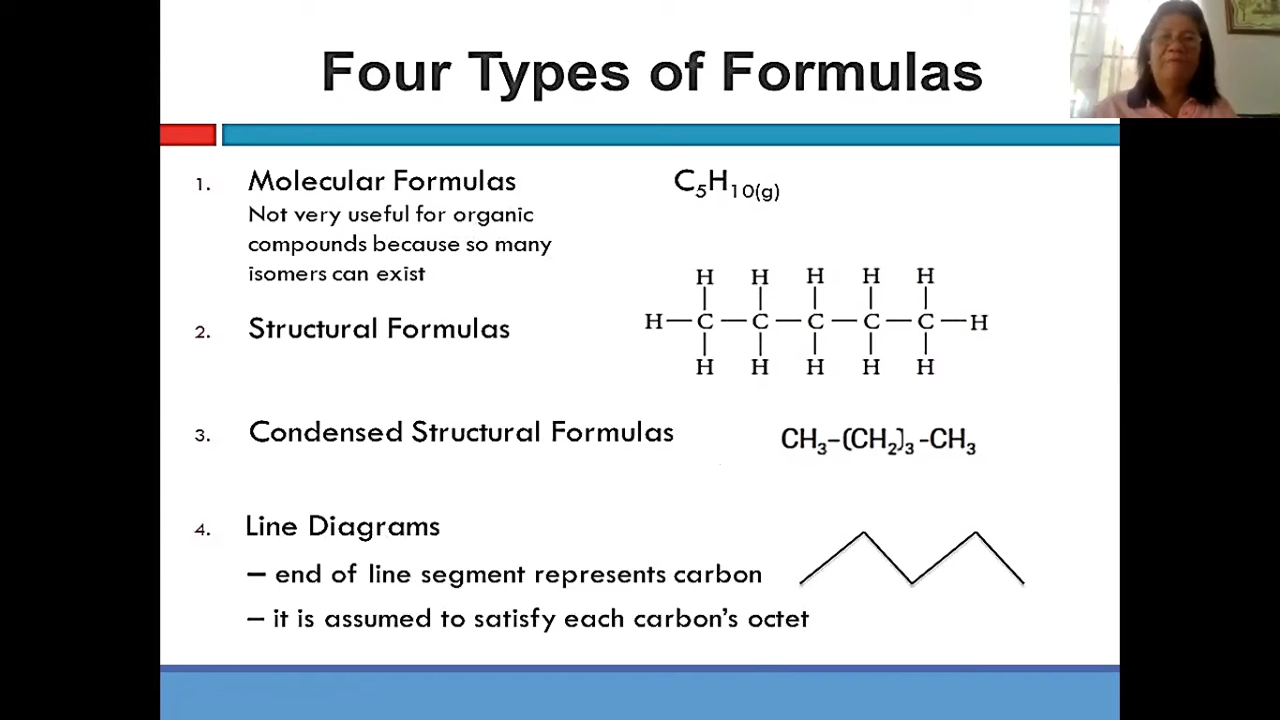 Four Types of Formulas
1. Molecular Formulas
C₅H₁₀(g)
Not very useful for organic
compounds because so many
isomers can exist
H H H H H
2. Structural Formulas
H–C–C–C–C–C–H
H H H H H
3. Condensed Structural Formulas
CH₃–(CH₂)₃-CH₃
4. Line Diagrams
– end of line segment represents carbon
– it is assumed to satisfy each carbon's octet